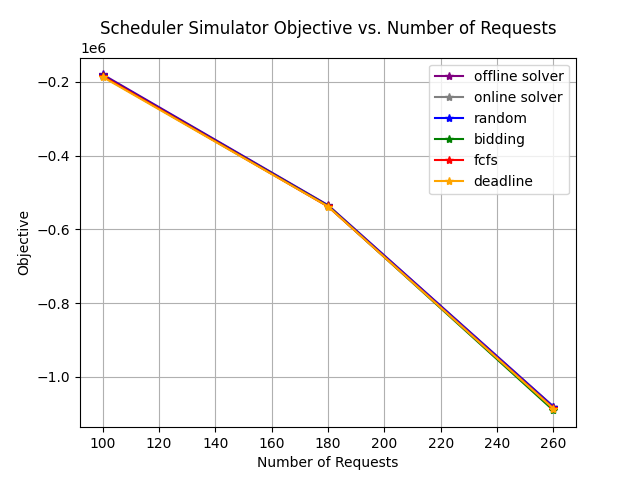 Scheduler Simulator Objective vs. Number of Requests
1e6
offline solver
online solver
random
bidding
fcfs
deadline
−0.2
−0.4
−0.6
−0.8
−1.0
Objective
100 120 140 160 180 200 220 240 260
Number of Requests